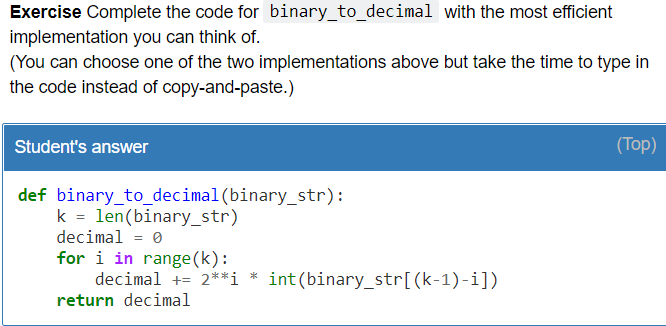 Exercise Complete the code for binary_to_decimal with the most efficient
implementation you can think of.
(You can choose one of the two implementations above but take the time to type in
the code instead of copy-and-paste.)
Student's answer (Top)
def binary_to_decimal(binary_str):
    k = len(binary_str)
    decimal = 0
    for i in range(k):
        decimal += 2**i * int(binary_str[(k-1)-i])
    return decimal